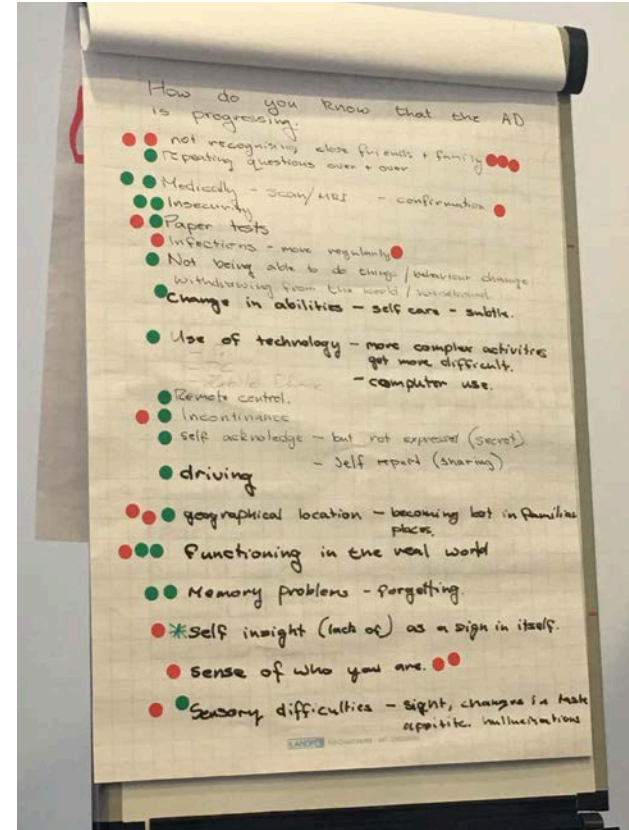 How do you know that the AD
is progressing.
not recognising close friends + family
repeating questions over + over
Medically - scan/MRI - confirmation
Insecurity
Paper tests
Infections - more regularly
Not being able to do things / behaviour change
withdrawing from the world /
Change in abilities - self care - subtle.
Use of technology - more complex activities
get more difficult.
- computer use.
Remote control.
Incontinance
Self acknoledge - but not expressed (secret)
- Self report (sharing)
driving
geographical location - becoming lost in
places.
Functioning in the real world
Memory problems - forgetting.
*Self insight (lack of) as a sign in itself.
Sense of who you are.
Sensory difficulties - sight, changes in taste
hallucinations